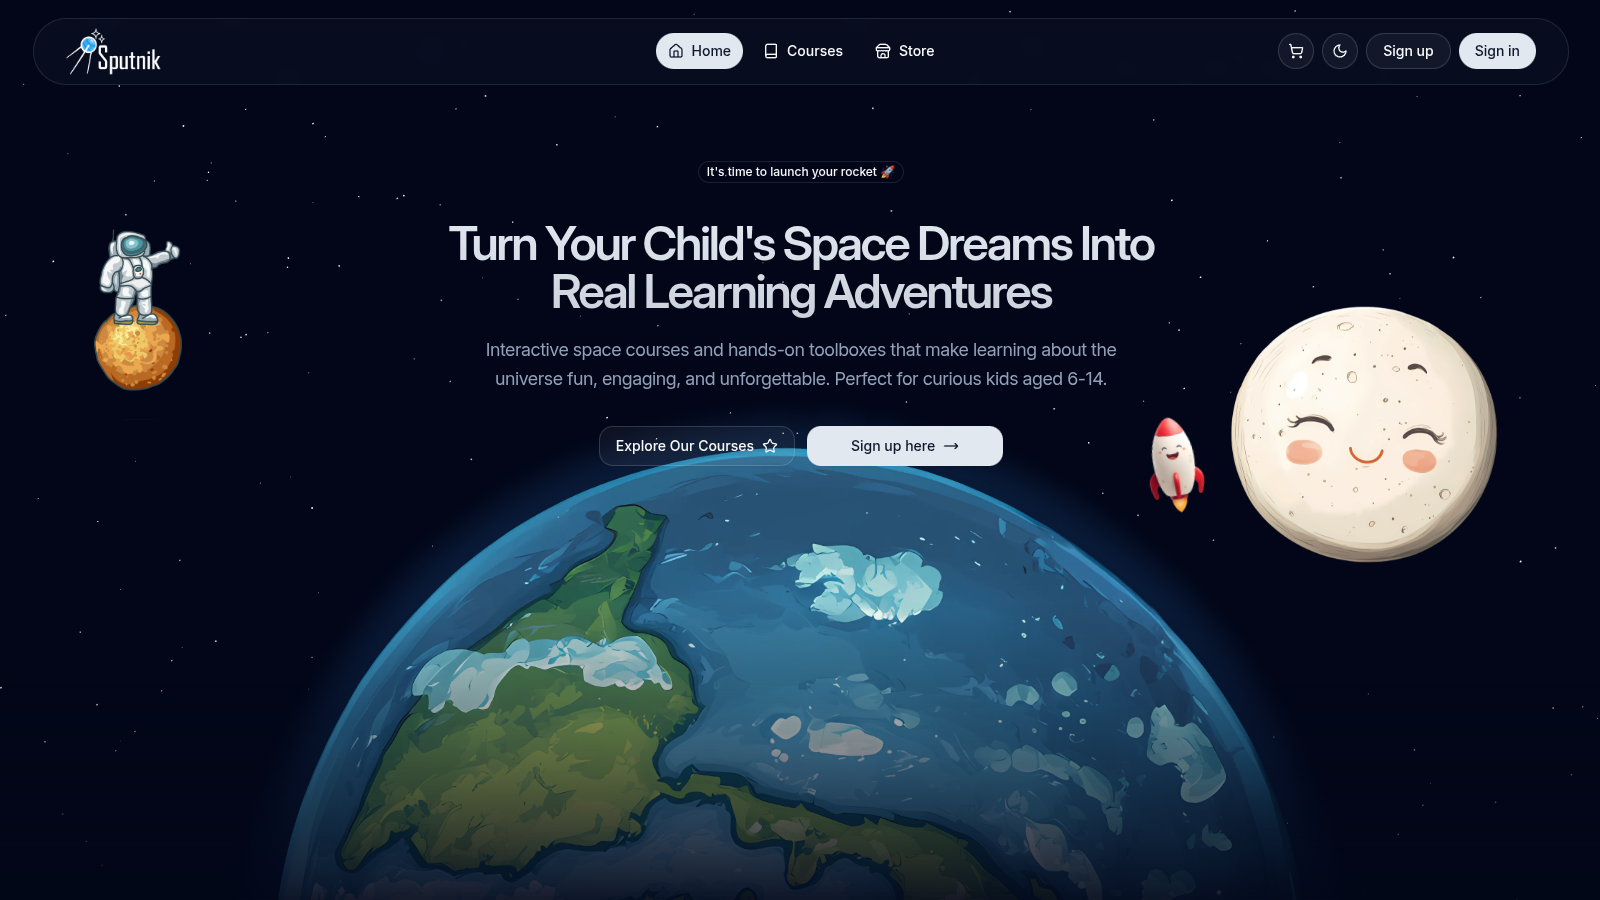 Sputnik
Home
Courses
Store
Sign up
Sign in
It's time to launch your rocket 🚀
Turn Your Child's Space Dreams Into
Real Learning Adventures
Interactive space courses and hands-on toolboxes that make learning about the
universe fun, engaging, and unforgettable. Perfect for curious kids aged 6-14.
Explore Our Courses
Sign up here